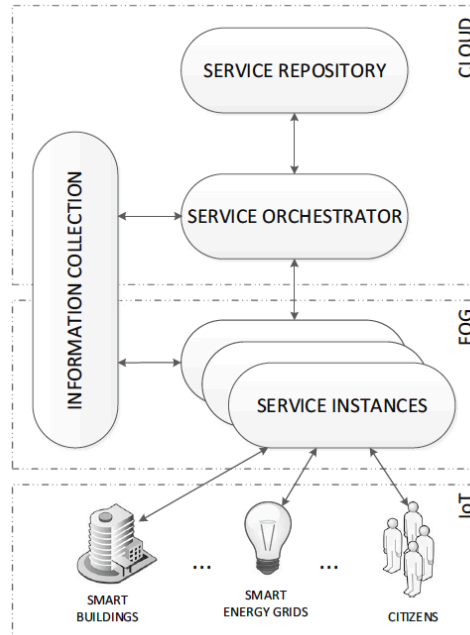 CLOUD
SERVICE REPOSITORY
INFORMATION COLLECTION
SERVICE ORCHESTRATOR
FOG
SERVICE INSTANCES
IoT
... ...
SMART
BUILDINGS
SMART
ENERGY GRIDS
CITIZENS